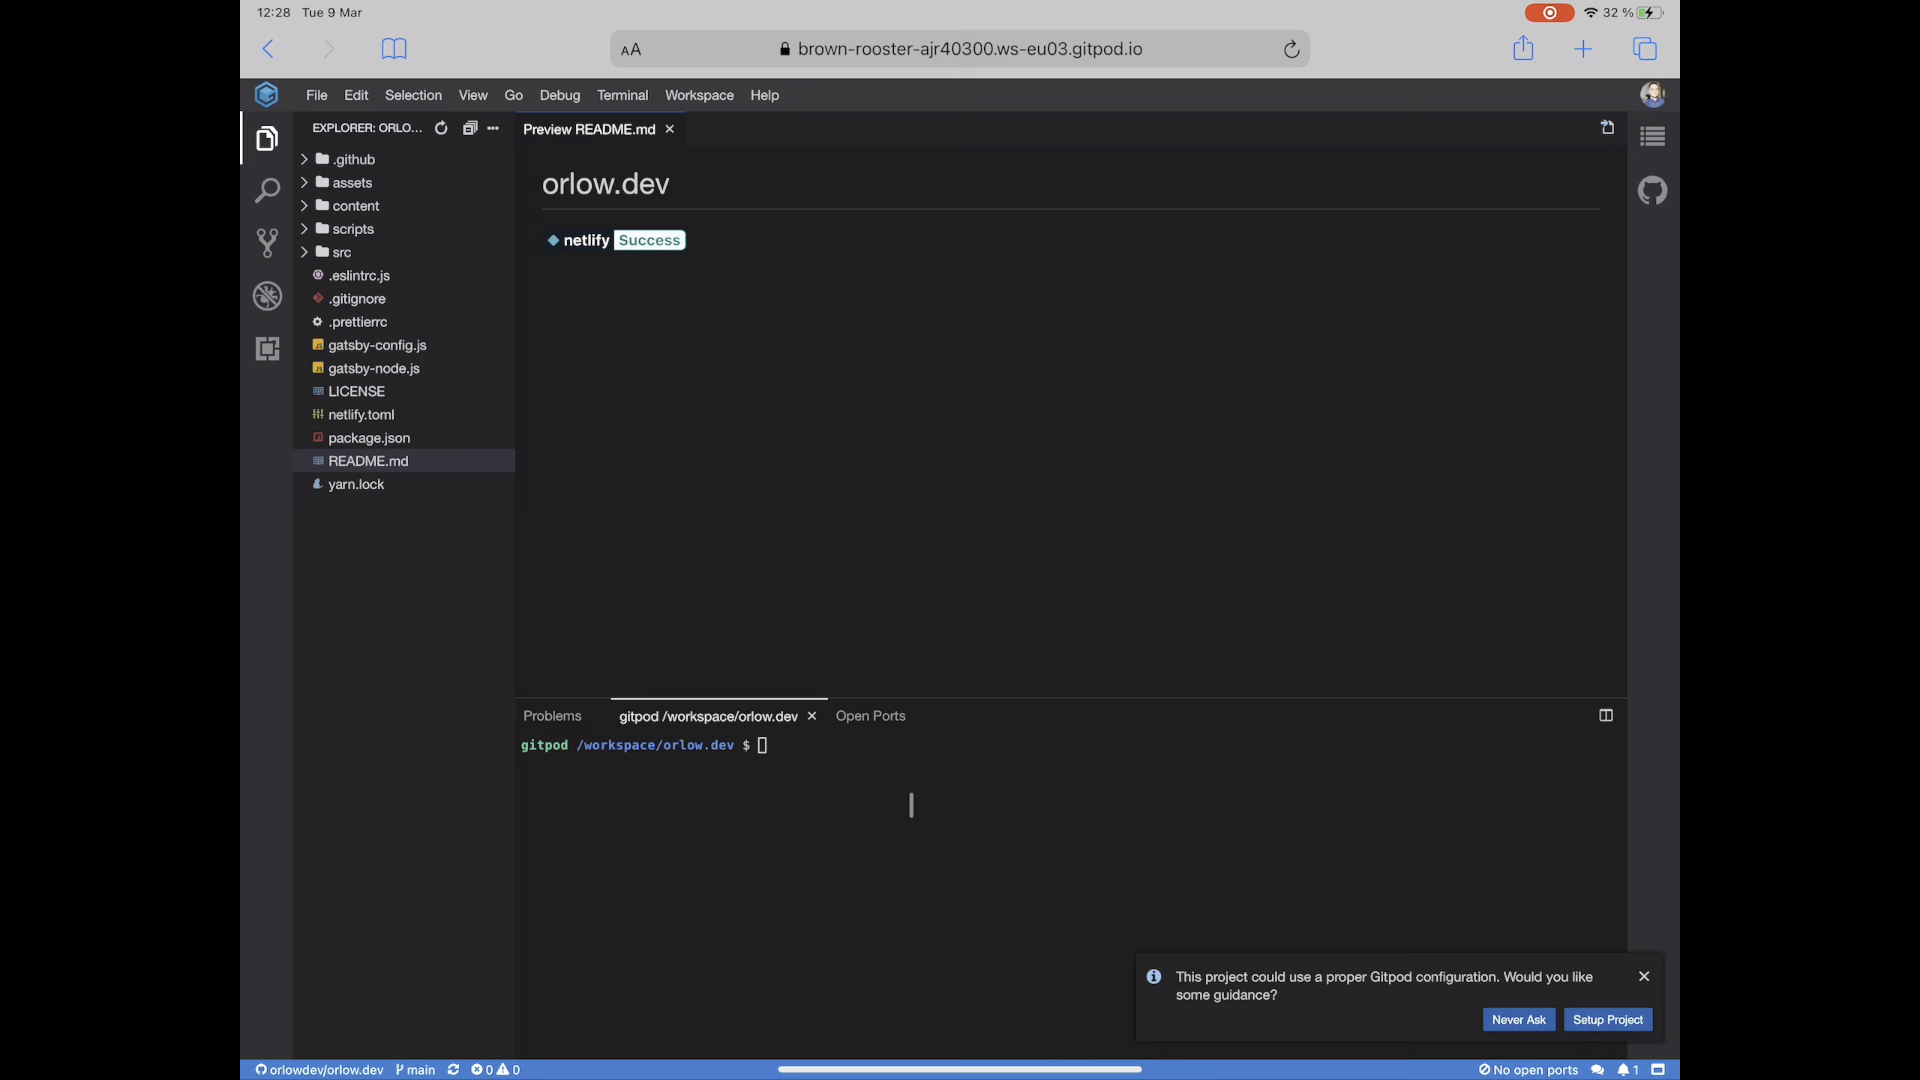 12:28 Tue 9 Mar
32 %
AA
brown-rooster-ajr40300.ws-eu03.gitpod.io
File Edit Selection View Go Debug Terminal Workspace Help
EXPLORER: ORLO...
.github
assets
content
scripts
src
.eslintrc.js
.gitignore
.prettierrc
gatsby-config.js
gatsby-node.js
LICENSE
netlify.toml
package.json
README.md
yarn.lock
Preview README.md
orlow.dev
netlify Success
Problems gitpod /workspace/orlow.dev Open Ports
gitpod /workspace/orlow.dev $
This project could use a proper Gitpod configuration. Would you like
some guidance?
Never Ask Setup Project
orlowdev/orlow.dev main 0 0
No open ports 1